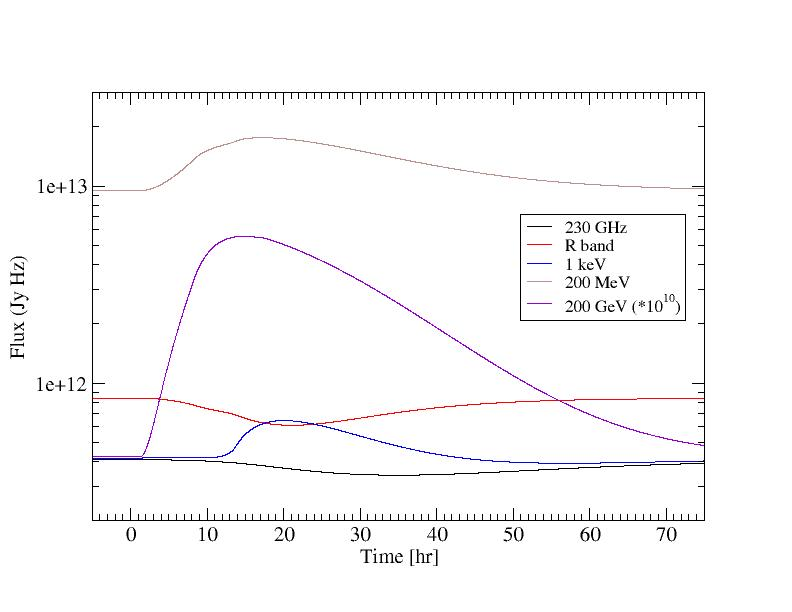 1e+13
230 GHz
R band
1 keV
200 MeV
200 GeV (*10^10)
Flux (Jy Hz)
1e+12
0 10 20 30 40 50 60 70
Time [hr]